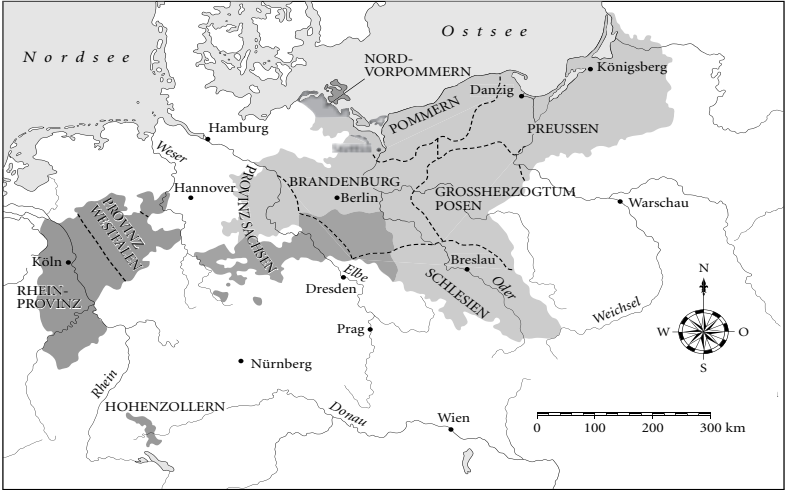 Nordsee
Ostsee
NORD-
VORPOMMERN
Königsberg
Danzig
POMMERN
PREUSSEN
Hamburg
Weser
Hannover
BRANDENBURG
Berlin
GROSSHERZOGTUM
POSEN
Warschau
PROVINZ
WESTFALEN
PROVINZ SACHSEN
Köln
RHEIN-
PROVINZ
Elbe
Dresden
Breslau
Oder
SCHLESIEN
Weichsel
Prag
Nürnberg
Rhein
HOHENZOLLERN
Donau
Wien
N
W
O
S
0 100 200 300 km